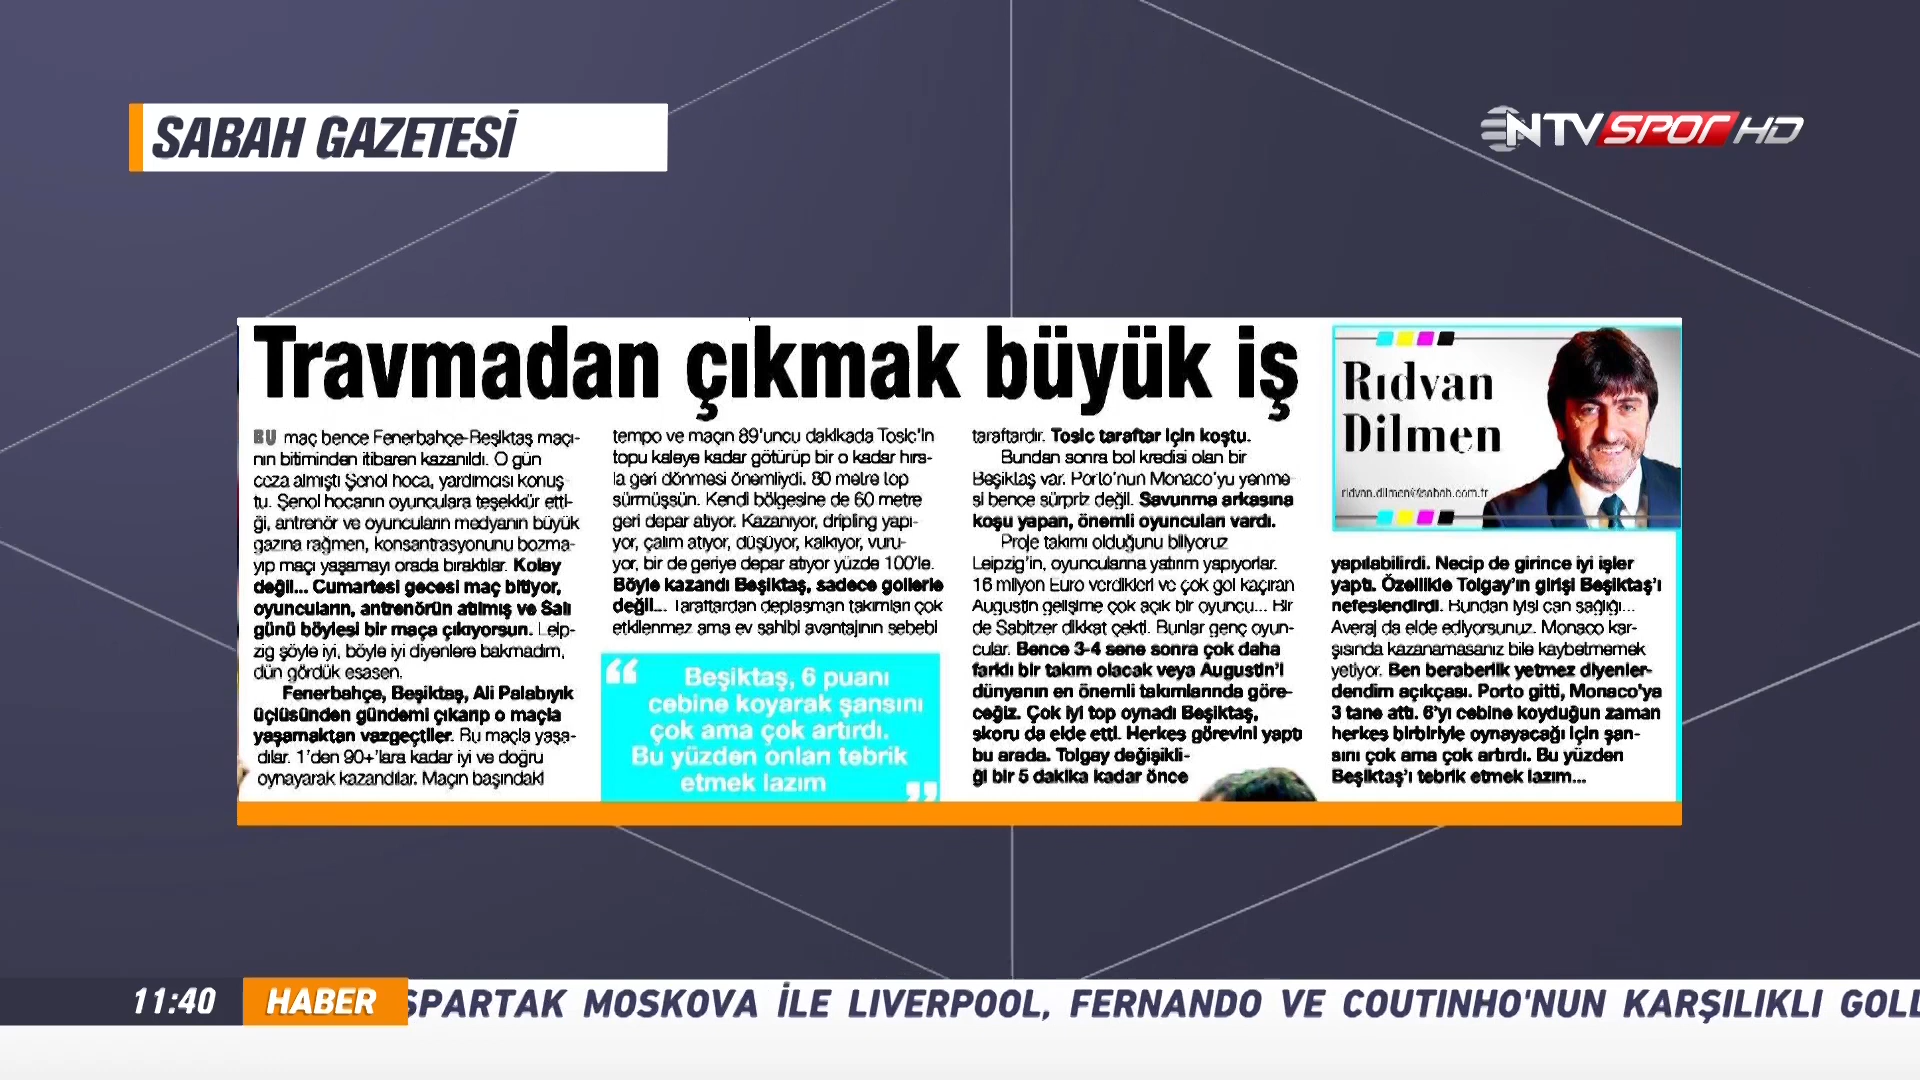 SABAH GAZETESİ
NTVSPOR HD
Travmadan çıkmak büyük iş
BU maç bence Fenerbahçe-Beşiktaş maçı-
nın bitiminden itibaren kazanıldı. O gün
ceza almıştı Şenol hoca, yardımcısı konuş-
tu. Şenol hocanın oyunculara teşekkür etti-
ği, antrenör ve oyuncuların medyanın büyük
gazına rağmen, konsantrasyonunu bozma-
yıp maçı yaşamayı orada bıraktılar. Kolay
değil... Cumartesi gecesi maç bitiyor,
oyuncuların, antrenörün atılmış ve Salı
günü böylesi bir maça çıkıyorsun. Leip-
zig şöyle iyi, böyle iyi diyenlere bakmadım,
dün gördük esasen.
Fenerbahçe, Beşiktaş, Ali Palabıyık
üçlüsünden gündemi çıkarıp o maçla
yaşamaktan vazgeçtiler. Bu maçla yaşa-
dılar. 1'den 90+'lara kadar iyi ve doğru
oynayarak kazandılar. Maçın başındaki
tempo ve maçın 89'uncu dakikada Tosic'in
topu kaleye kadar götürüp bir o kadar hırs-
la geri dönmesi önemliydi. 80 metre top
sürmüşsün. Kendi bölgesine de 60 metre
geri depar atıyor. Kazanıyor, dripling yapı-
yor, çalım atıyor, düşüyor, kalkıyor, vuru-
yor, bir de geriye depar atıyor yüzde 100'le.
Böyle kazandı Beşiktaş, sadece gollerle
değil... Taraftardan deplasman takımları çok
etkilenmez ama ev sahibi avantajının sebebi
“ Beşiktaş, 6 puanı
cebine koyarak şansını
çok ama çok artırdı.
Bu yüzden onları tebrik
etmek lazım ”
taraftardır. Tosic taraftar için koştu.
Bundan sonra bol kredisi olan bir
Beşiktaş var. Porto'nun Monaco'yu yenme-
si bence sürpriz değil. Savunma arkasına
koşu yapan, önemli oyuncuları vardı.
Proje takımı olduğunu biliyoruz
Leipzig'in, oyuncularına yatırım yapıyorlar.
16 milyon Euro verdikleri ve çok gol kaçıran
Augustin gelişime çok açık bir oyuncu... Bir
de Sabitzer dikkat çekti. Bunlar genç oyun-
cular. Bence 3-4 sene sonra çok daha
farklı bir takım olacak veya Augustin'i
dünyanın en önemli takımlarında göre-
ceğiz. Çok iyi top oynadı Beşiktaş,
skoru da elde etti. Herkes görevini yaptı
bu arada. Tolgay değişikli-
ği bir 5 dakika kadar önce
Rıdvan
Dilmen
ridvan.dilmen@sabah.com.tr
yapılabilirdi. Necip de girince iyi işler
yaptı. Özellikle Tolgay'ın girişi Beşiktaş'ı
nefeslendirdi. Bundan iyisi can sağlığı...
Averaj da elde ediyorsunuz. Monaco kar-
şısında kazanamasanız bile kaybetmemek
yetiyor. Ben beraberlik yetmez diyenler-
dendim açıkçası. Porto gitti, Monaco'ya
3 tane attı. 6'yı cebine koyduğun zaman
herkes birbiriyle oynayacağı için şan-
sını çok ama çok artırdı. Bu yüzden
Beşiktaş'ı tebrik etmek lazım...
11:40 HABER SPARTAK MOSKOVA İLE LIVERPOOL, FERNANDO VE COUTINHO'NUN KARŞILIKLI GOLL